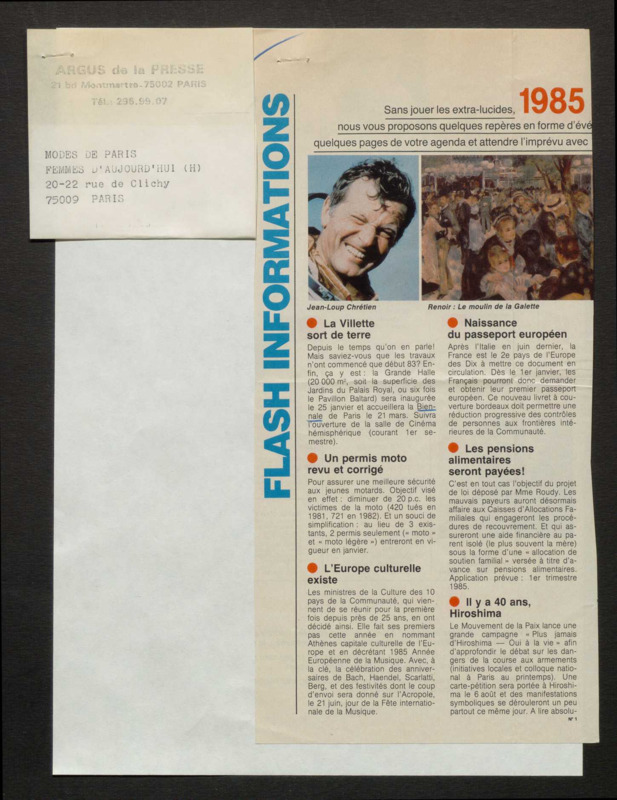 ARGUS de la PRESSE
21 bd Montmartre-75002 PARIS
TEL.: 296.99.07
MODES DE PARIS
FEMMES D'AUJOURD'HUI (H)
20-22 rue de Clichy
75009 PARIS
FLASH INFORMATIONS
Sans jouer les extra-lucides, 1985
nous vous proposons quelques repères en forme d'évé
quelques pages de votre agenda et attendre l'imprévu avec
Jean-Loup Chrétien
Renoir : Le moulin de la Galette
La Villette
sort de terre
Depuis le temps qu'on en parle!
Mais saviez-vous que les travaux
n'ont commencé que début 83? En-
fin, ça y est : la Grande Halle
(20 000 m², soit la superficie des
Jardins du Palais Royal, ou six fois
le Pavillon Baltard) sera inaugurée
le 25 janvier et accueillera la Bien-
nale de Paris le 21 mars. Suivra
l'ouverture de la salle de Cinéma
hémisphérique (courant 1er se-
mestre).
Un permis moto
revu et corrigé
Pour assurer une meilleure sécurité
aux jeunes motards. Objectif visé
en effet : diminuer de 20 p.c. les
victimes de la moto (420 tués en
1981, 721 en 1982). Et un souci de
simplification : au lieu de 3 exis-
tants, 2 permis seulement (« moto »
et « moto légère ») entreront en vi-
gueur en janvier.
L'Europe culturelle
existe
Les ministres de la Culture des 10
pays de la Communauté, qui vien-
nent de se réunir pour la première
fois depuis près de 25 ans, en ont
décidé ainsi. Elle fait ses premiers
pas cette année en nommant
Athènes capitale culturelle de l'Eu-
rope et en décrétant 1985 Année
Européenne de la Musique. Avec, à
la clé, la célébration des anniver-
saires de Bach, Haendel, Scarlatti,
Berg, et des festivités dont le coup
d'envoi sera donné sur l'Acropole,
le 21 juin, jour de la Fête internatio-
nale de la Musique.
Naissance
du passeport européen
Après l'Italie en juin dernier, la
France est le 2e pays de l'Europe
des Dix à mettre ce document en
circulation. Dès le 1er janvier, les
Français pourront donc demander
et obtenir leur premier passeport
européen. Ce nouveau livret à cou-
verture bordeaux doit permettre une
réduction progressive des contrôles
de personnes aux frontières inté-
rieures de la Communauté.
Les pensions
alimentaires
seront payées!
C'est en tout cas l'objectif du projet
de loi déposé par Mme Roudy. Les
mauvais payeurs auront désormais
affaire aux Caisses d'Allocations Fa-
miliales qui engageront les procé-
dures de recouvrement. Et qui as-
sureront une aide financière au pa-
rent isolé (le plus souvent la mère)
sous la forme d'une « allocation de
soutien familial » versée à titre d'a-
vance sur pensions alimentaires.
Application prévue : 1er trimestre
1985.
Il y a 40 ans,
Hiroshima
Le Mouvement de la Paix lance une
grande campagne « Plus jamais
d'Hiroshima — Oui à la vie » afin
d'approfondir le débat sur les dan-
gers de la course aux armements
(initiatives locales et colloque natio-
nal à Paris au printemps). Une
carte-pétition sera portée à Hiroshi-
ma le 6 août et des manifestations
symboliques se dérouleront un peu
partout ce même jour. A lire absolu-
N° 1